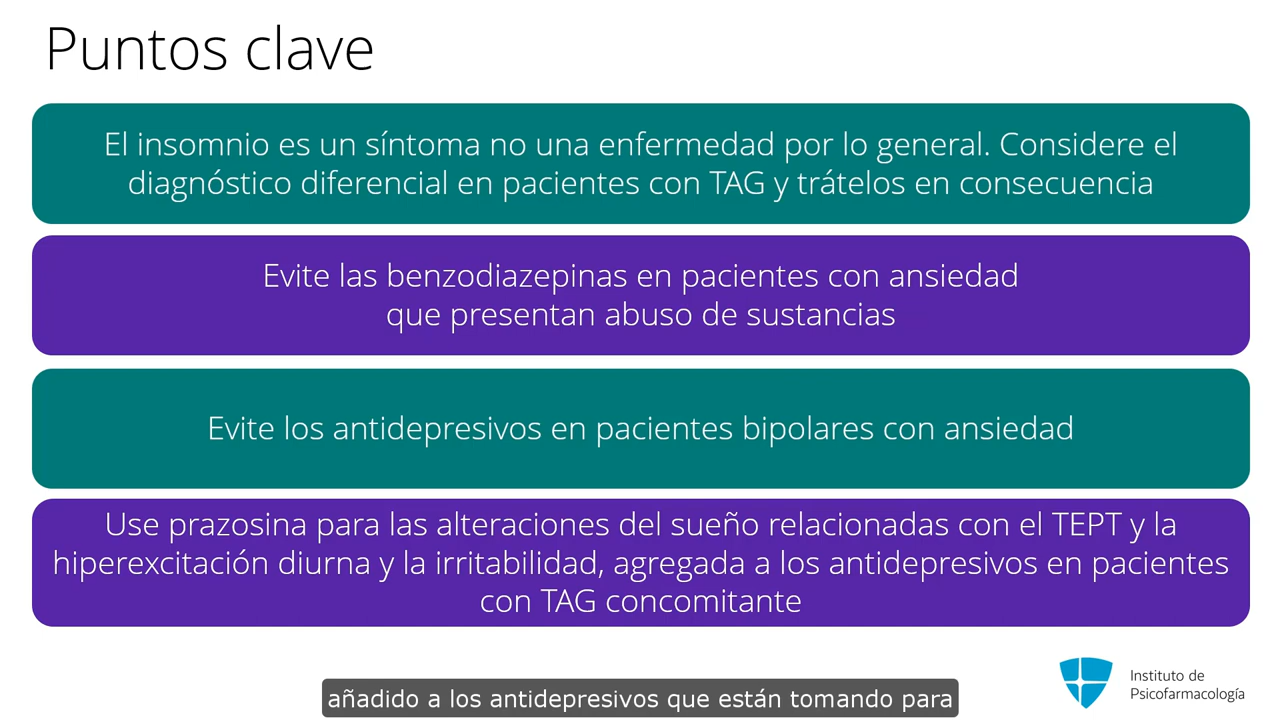 Puntos clave
El insomnio es un síntoma no una enfermedad por lo general. Considere el
diagnóstico diferencial en pacientes con TAG y trátelos en consecuencia
Evite las benzodiazepinas en pacientes con ansiedad
que presentan abuso de sustancias
Evite los antidepresivos en pacientes bipolares con ansiedad
Use prazosina para las alteraciones del sueño relacionadas con el TEPT y la
hiperexcitación diurna y la irritabilidad, agregada a los antidepresivos en pacientes
con TAG concomitante
Instituto de
Psicofarmacología
añadido a los antidepresivos que están tomando para